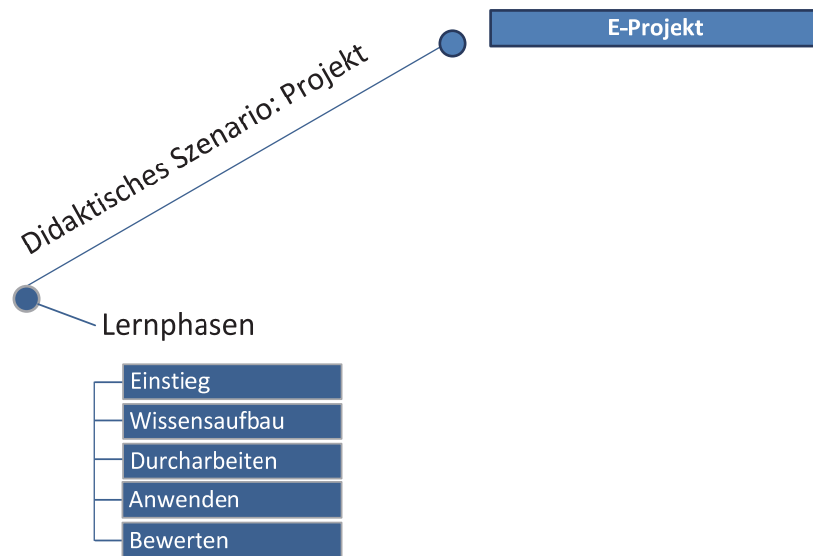 E-Projekt
Didaktisches Szenario: Projekt
Lernphasen
Einstieg
Wissensaufbau
Durcharbeiten
Anwenden
Bewerten